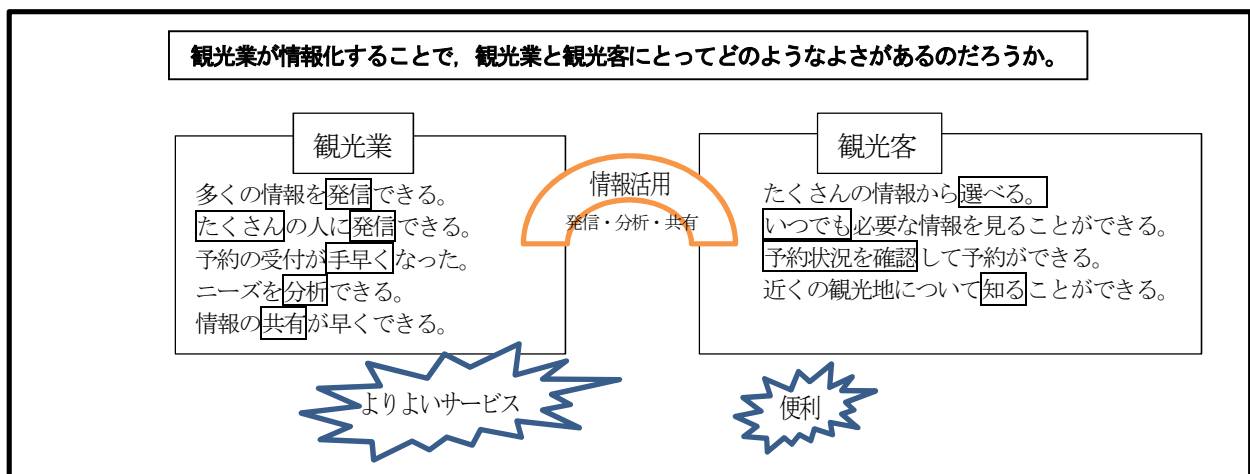 観光業が情報化することで，観光業と観光客にとってどのようなよさがあるのだろうか。
観光業
多くの情報を発信できる。
たくさんの人に発信できる。
予約の受付が手早くなった。
ニーズを分析できる。
情報の共有が早くできる。
情報活用
発信・分析・共有
観光客
たくさんの情報から選べる。
いつでも必要な情報を見ることができる。
予約状況を確認して予約ができる。
近くの観光地について知ることができる。
よりよいサービス
便利